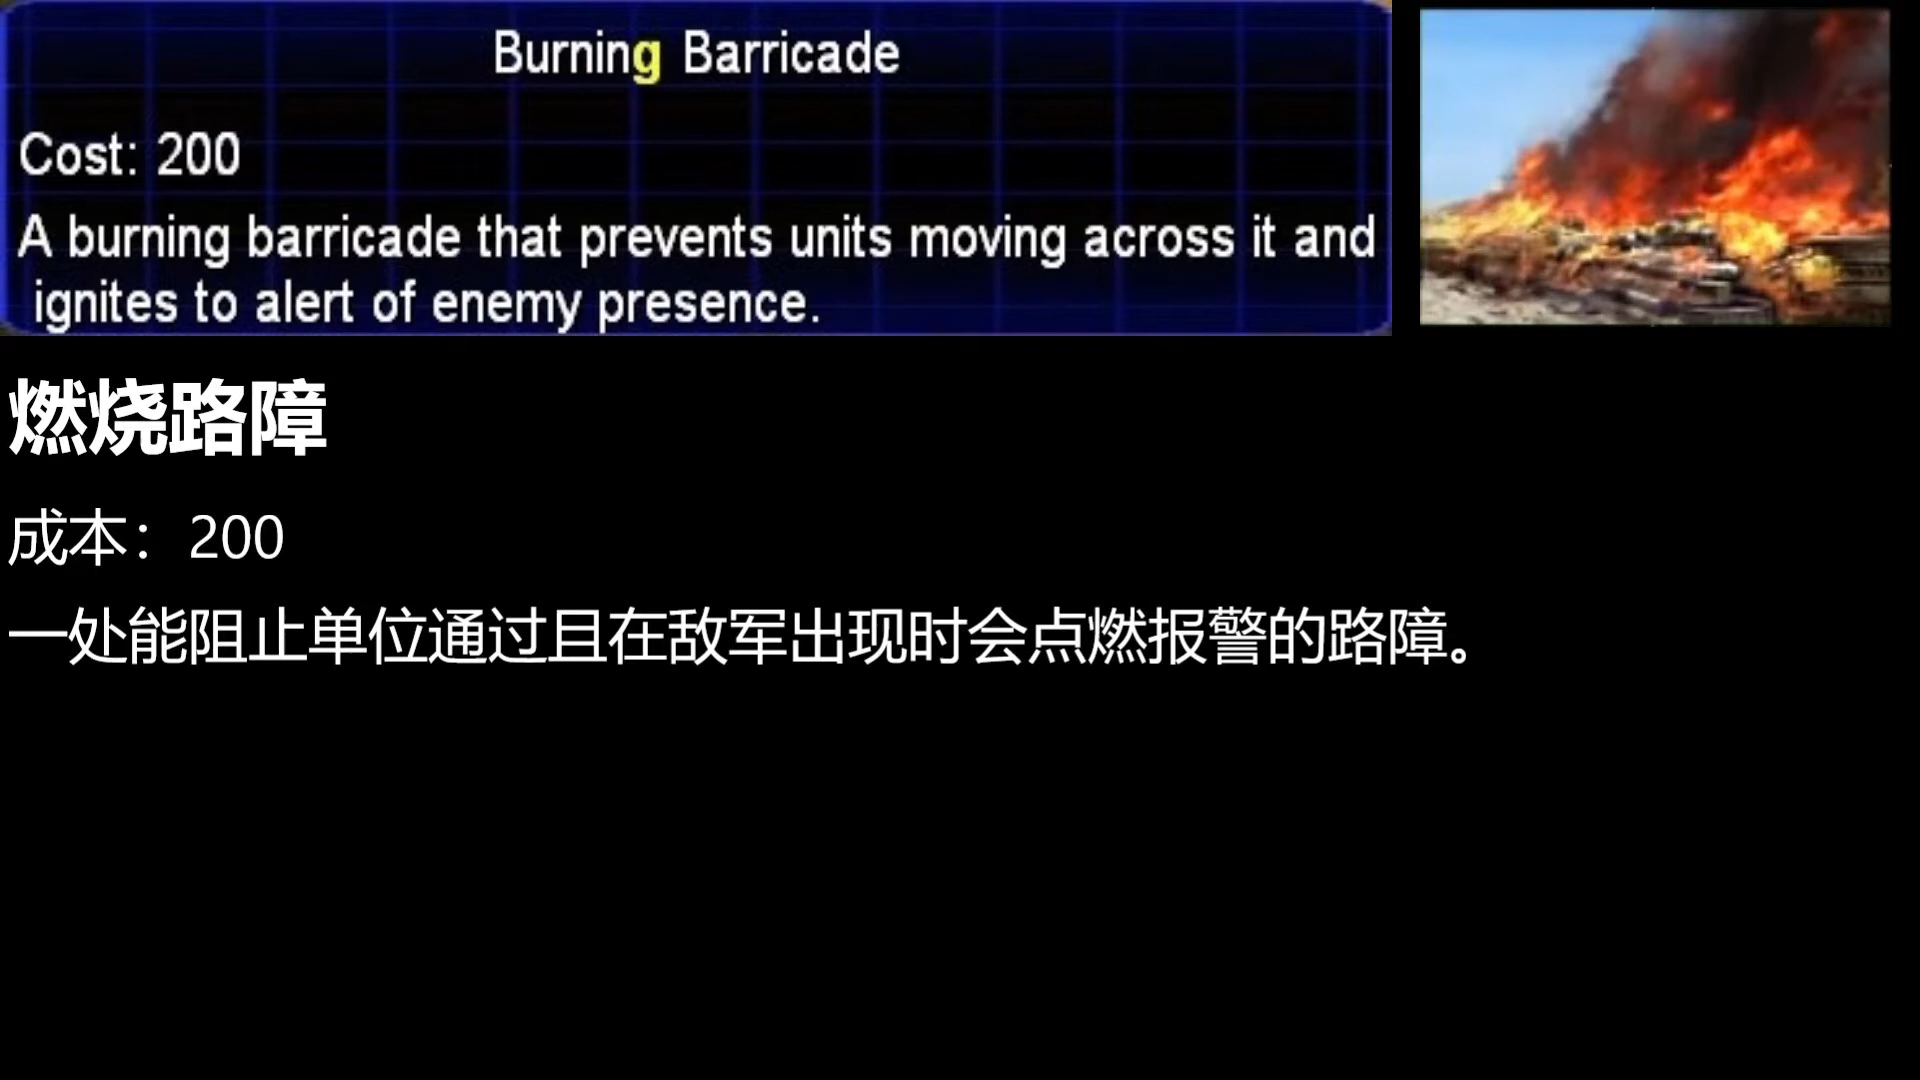 Burning Barricade
Cost: 200
A burning barricade that prevents units moving across it and
ignites to alert of enemy presence.
燃烧路障
成本：200
一处能阻止单位通过且在敌军出现时会点燃报警的路障。